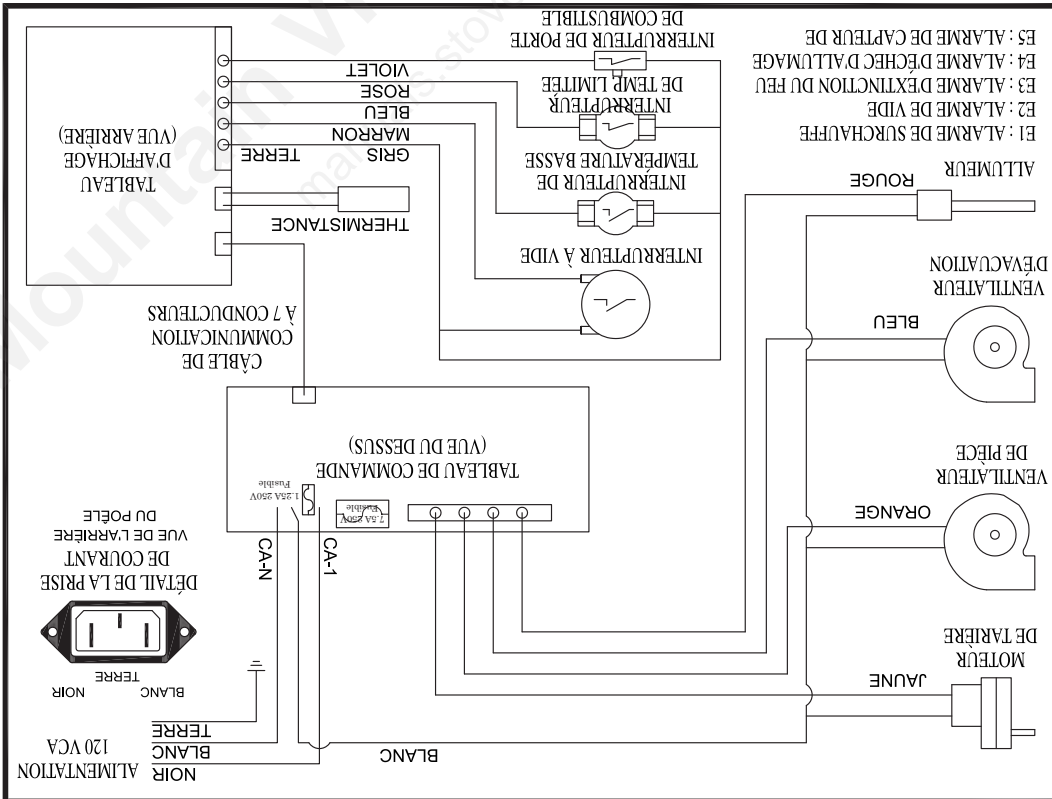 NOIR
BLANC
TERRE
ALIMENTATION
120 VCA
BLANC
JAUNE
MOTEUR
DE TARIÈRE
BLANC
NOIR
TERRE
DÉTAIL DE LA PRISE
DE COURANT
VUE DE L'ARRIÈRE
DU POÊLE
CA-N
CA-1
ORANGE
VENTILATEUR
DE PIÈCE
7.5A 250V
Fusible
1.25A 250V
Fusible
TABLEAU DE COMMANDE
(VUE DU DESSUS)
BLEU
VENTILATEUR
D'ÉVACUATION
CÂBLE DE
COMMUNICATION
À 7 CONDUCTEURS
INTERRUPTEUR À VIDE
ROUGE
ALLUMEUR
THERMISTANCE
INTERRUPTEUR DE
TEMPÉRATURE BASSE
TABLEAU
D'AFFICHAGE
(VUE ARRIÈRE)
TERRE
GRIS
MARRON
BLEU
ROSE
VIOLET
INTERRUPTEUR
DE TEMP LIMITÉE
INTERRUPTEUR DE PORTE
DE COMBUSTIBLE
E1 : ALARME DE SURCHAUFFE
E2 : ALARME DE VIDE
E3 : ALARME D'ÉXTINCTION DU FEU
E4 : ALARME D'ÉCHEC D'ALLUMAGE
E5 : ALARME DE CAPTEUR DE
Mountain